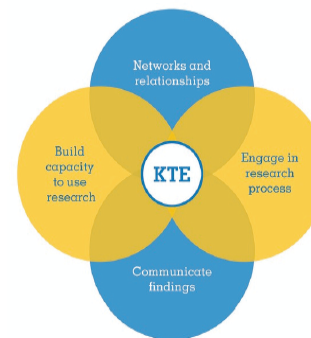 Networks and
relationships
Build
capacity
to use
research
KTE
Engage in
research
process
Communicate
findings